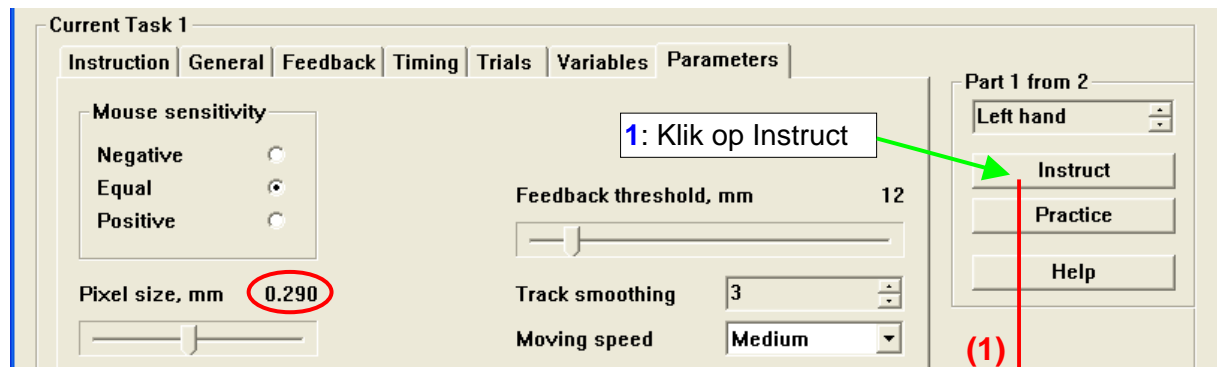 Current Task 1
Instruction General Feedback Timing Trials Variables Parameters
Mouse sensitivity
Negative
Equal
Positive
Pixel size, mm 0.290
1: Klik op Instruct
Feedback threshold, mm 12
Track smoothing 3
Moving speed Medium
Part 1 from 2
Left hand
Instruct
Practice
Help
(1)